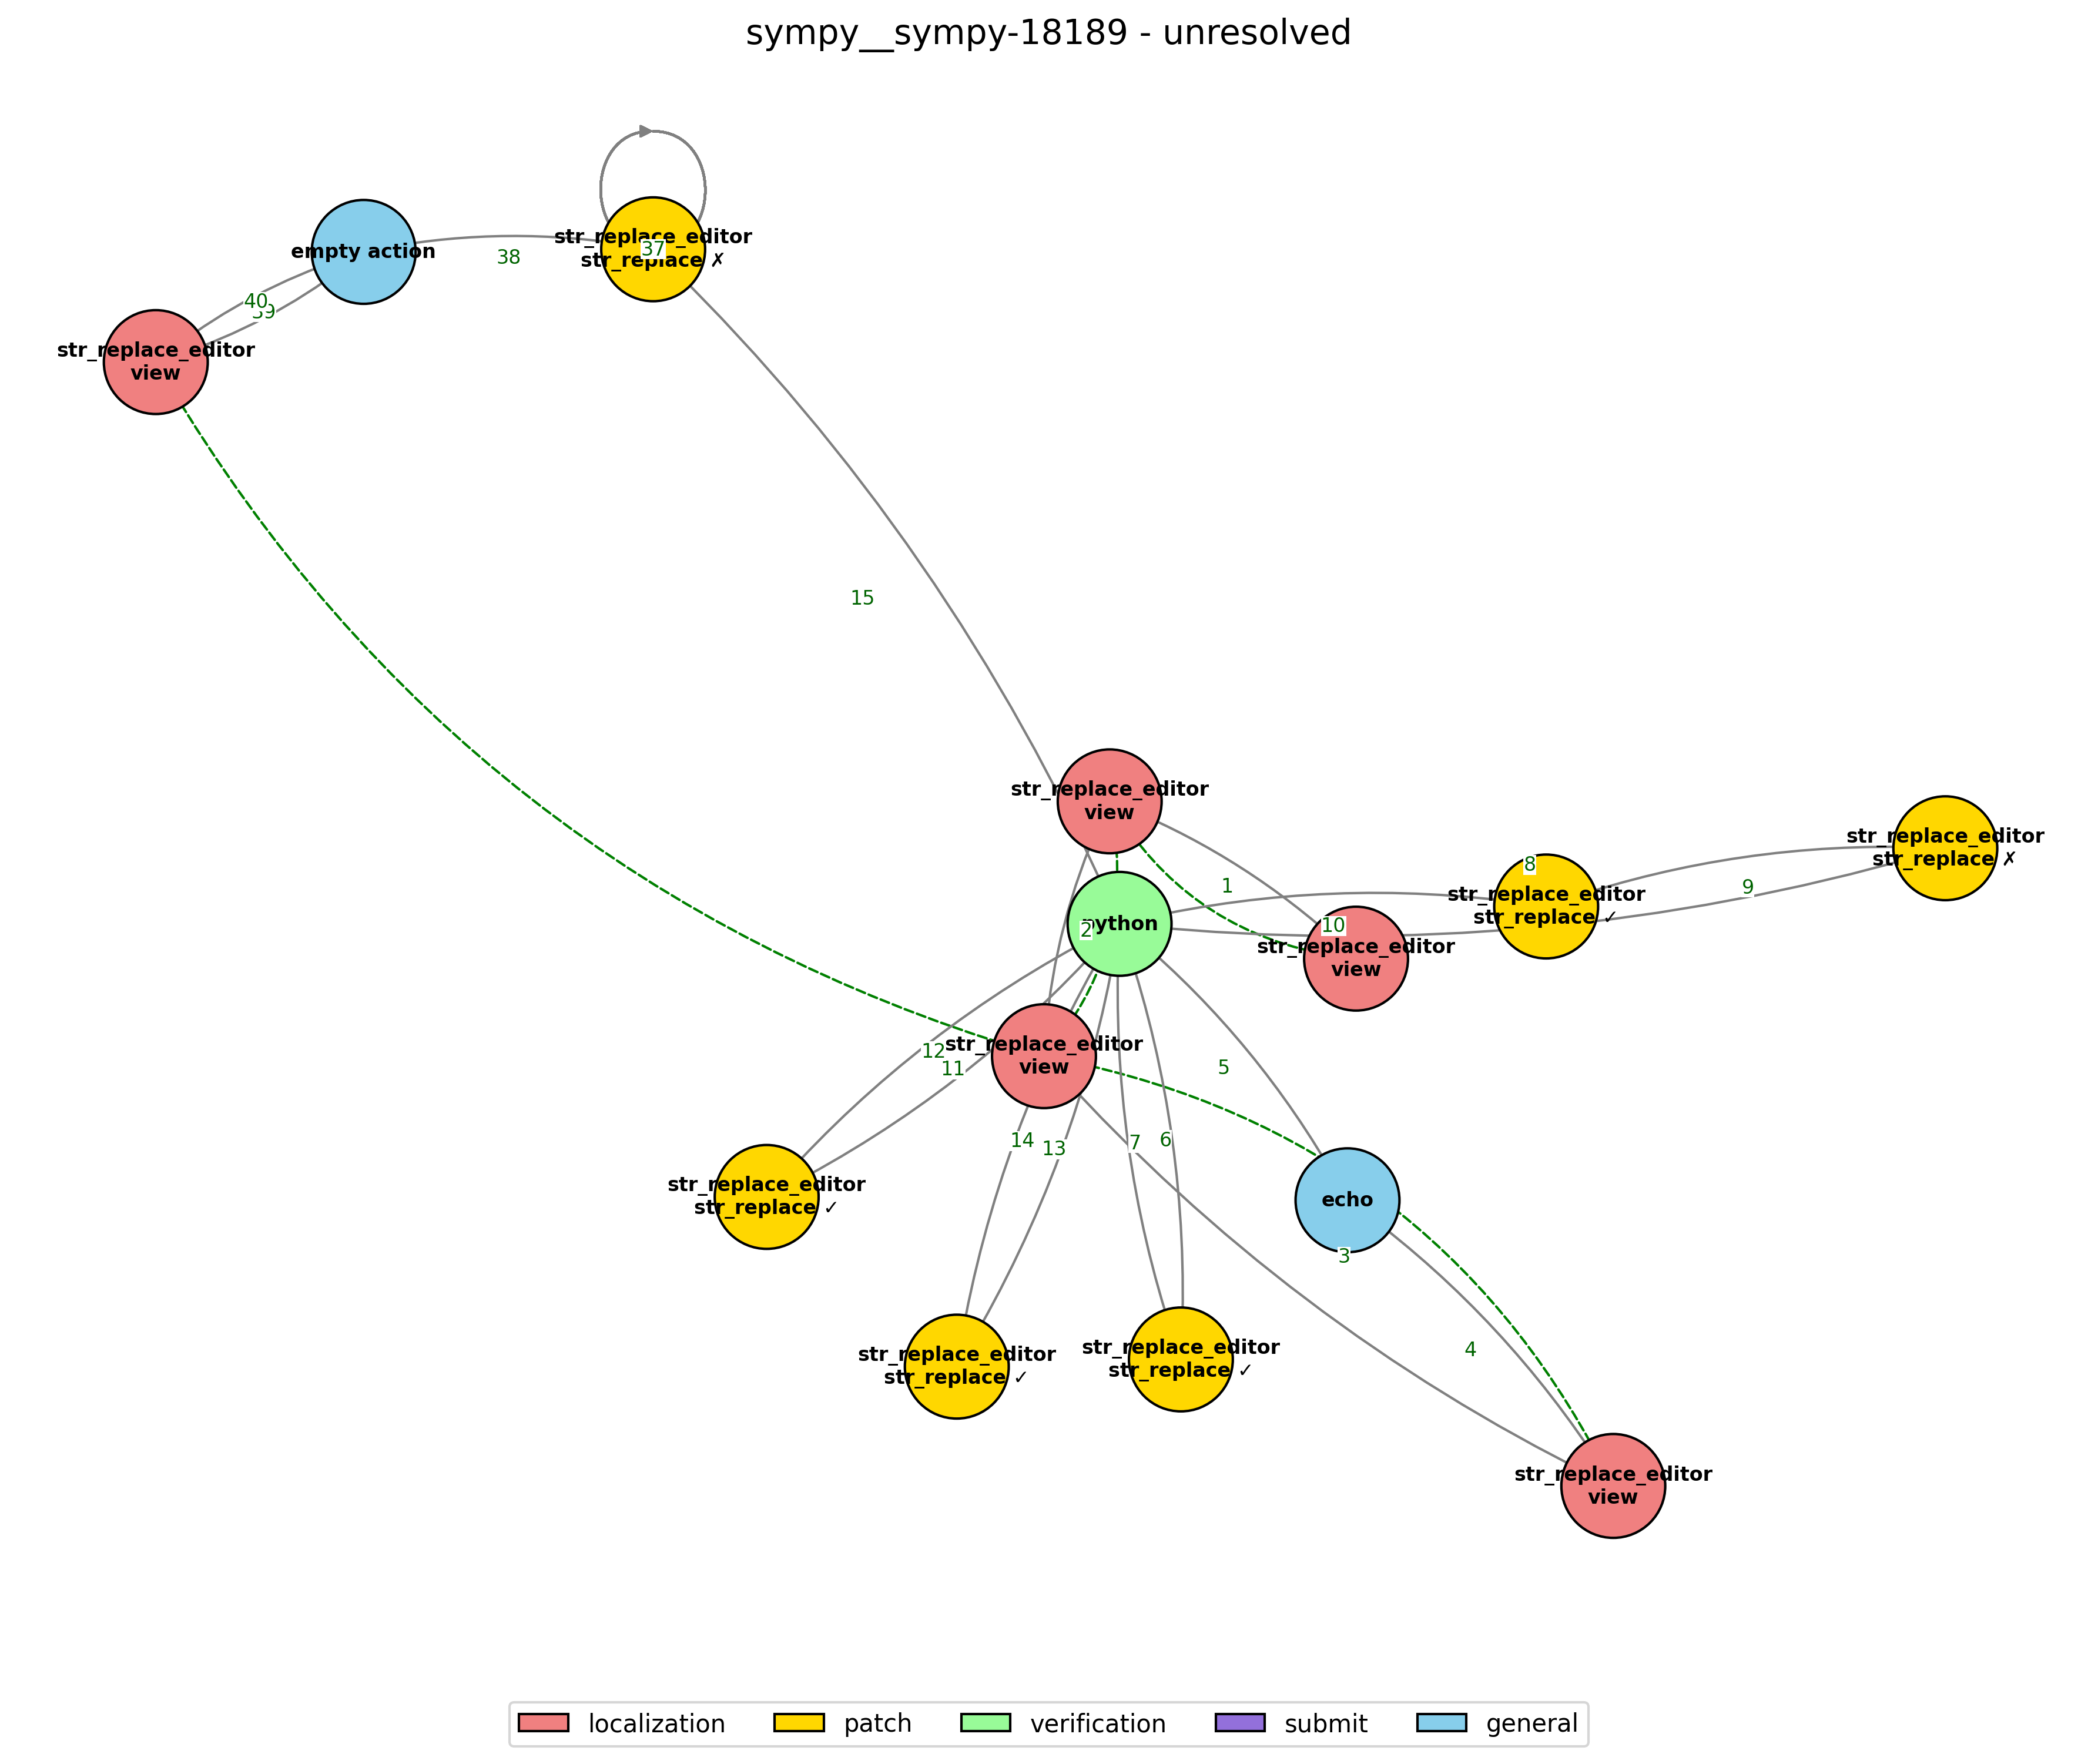 sympy__sympy-18189 - unresolved
37
str_replace_editor
str_replace ✗
empty action
38
40
39
str_replace_editor
view
15
str_replace_editor
view
1
8
9
str_replace_editor
str_replace ✗
str_replace_editor
str_replace ✓
2
python
10
str_replace_editor
view
12
11
str_replace_editor
view
5
14
13
7
6
str_replace_editor
str_replace ✓
echo
3
4
str_replace_editor
str_replace ✓
str_replace_editor
str_replace ✓
str_replace_editor
view
localization
patch
verification
submit
general